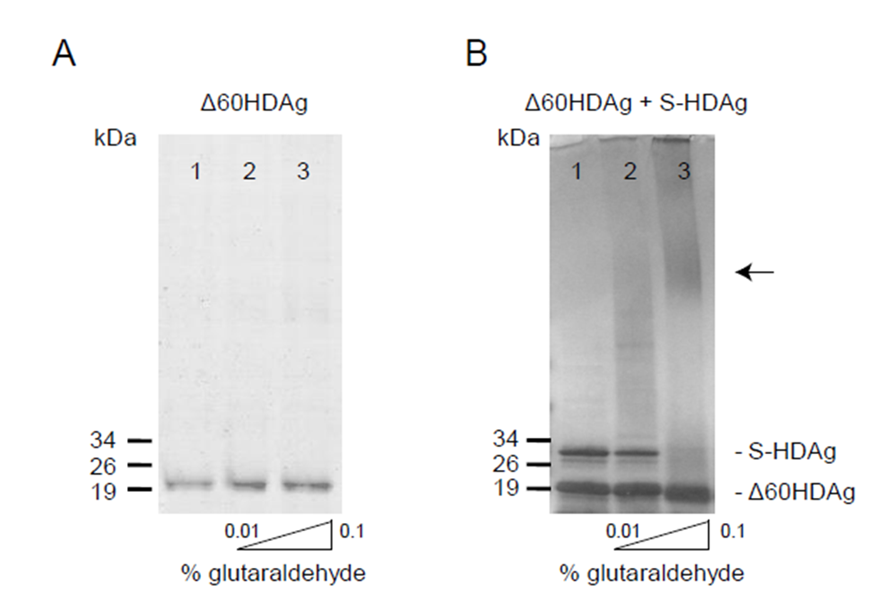 A
Δ60HDAg
kDa
1 2 3
34
26
19
0.01 0.1
% glutaraldehyde
B
Δ60HDAg + S-HDAg
kDa
1 2 3
34
26
19
- S-HDAg
- Δ60HDAg
0.01 0.1
% glutaraldehyde